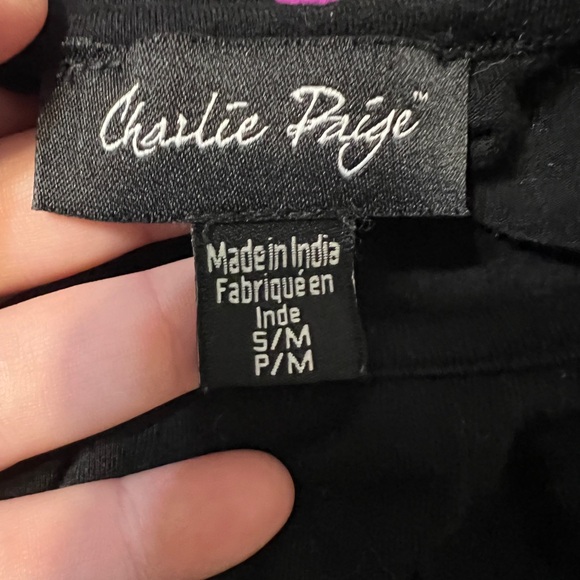 Charlie Paige™
Made in India
Fabriqué en
Inde
S/M
P/M